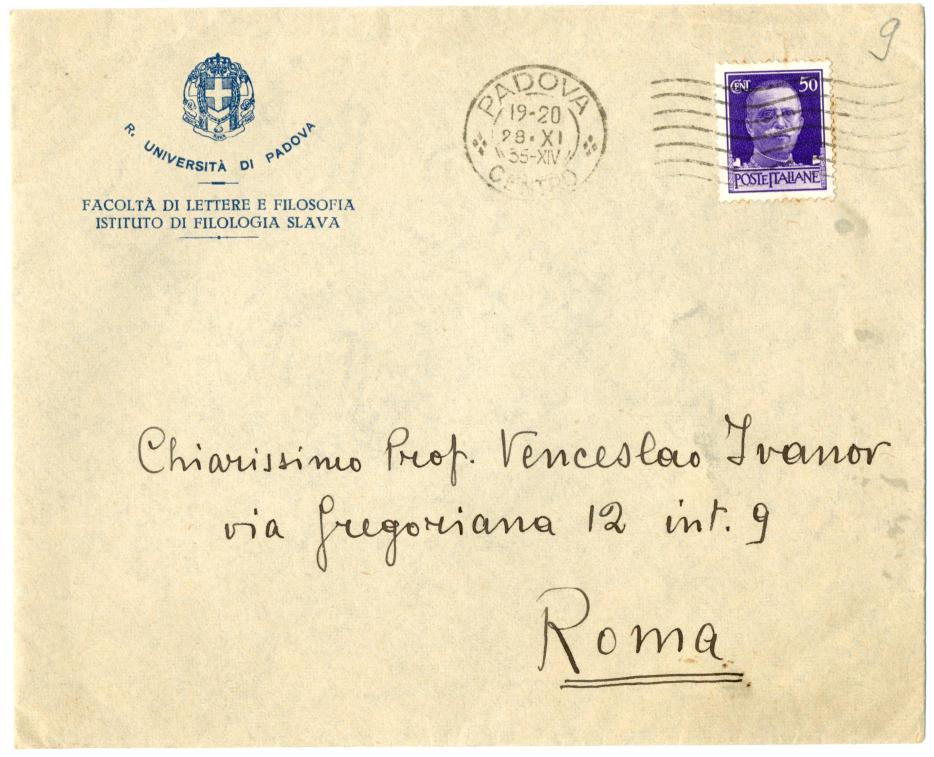 R. UNIVERSITÀ DI PADOVA
FACOLTÀ DI LETTERE E FILOSOFIA
ISTITUTO DI FILOLOGIA SLAVA
PADOVA
19-20
28·XI
35-XIV
CENTRO
CENT 50
POSTE ITALIANE
9
Chiarissimo Prof. Venceslao Ivanov
via Gregoriana 12 int. 9
Roma